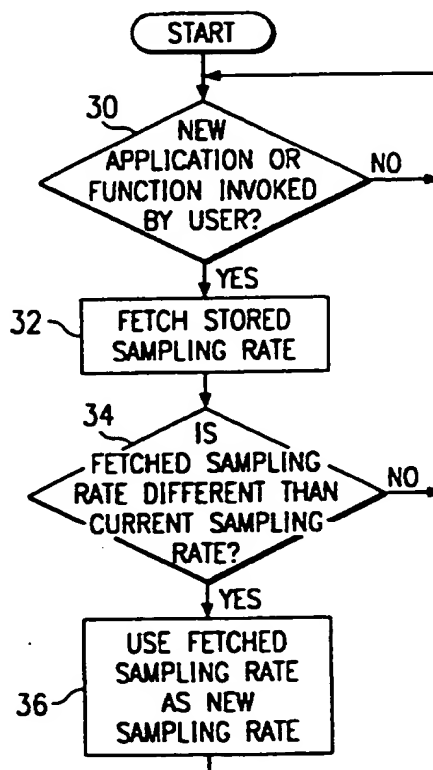 START
30
NEW
APPLICATION OR
FUNCTION INVOKED
BY USER?
NO
YES
32
FETCH STORED
SAMPLING RATE
34
IS
FETCHED SAMPLING
RATE DIFFERENT THAN
CURRENT SAMPLING
RATE?
NO
YES
36
USE FETCHED
SAMPLING RATE
AS NEW
SAMPLING RATE